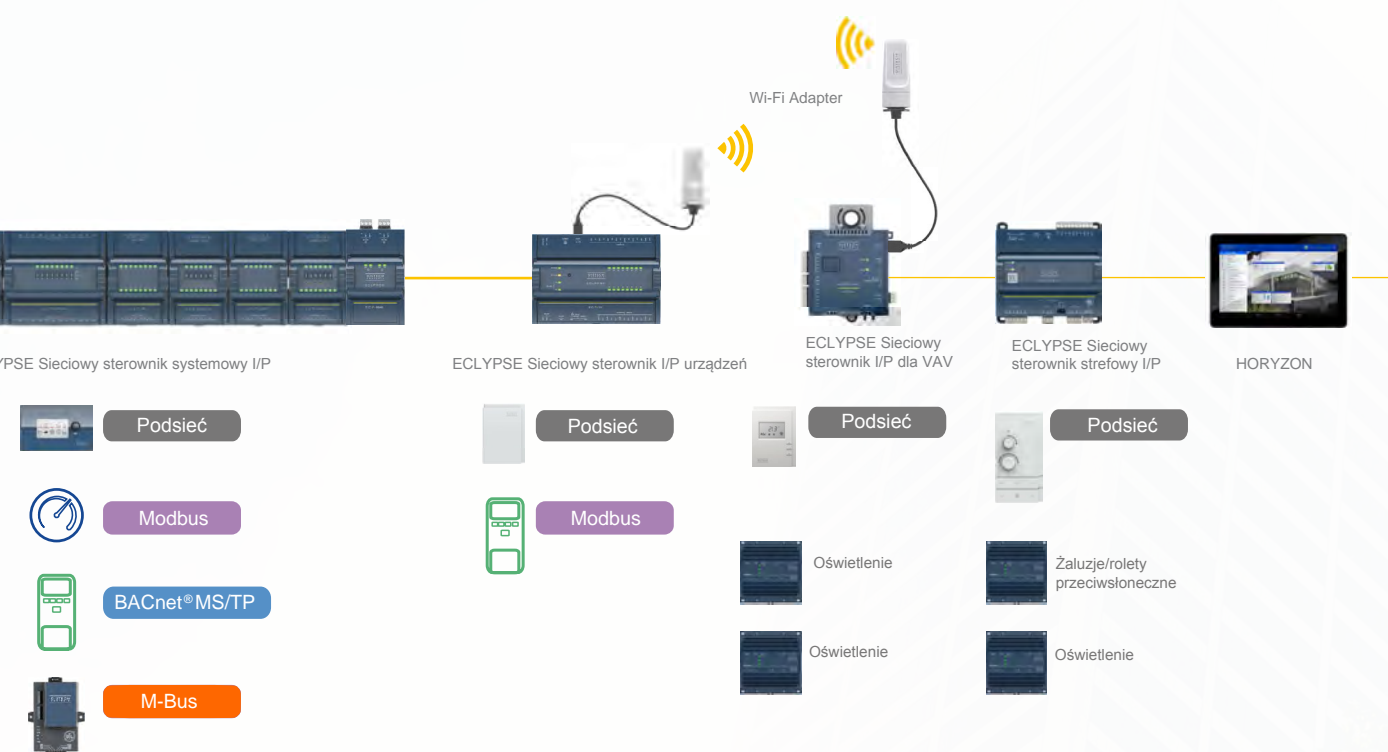 Wi-Fi Adapter
YPSE Sieciowy sterownik systemowy I/P
ECLYPSE Sieciowy sterownik I/P urządzeń
ECLYPSE Sieciowy
sterownik I/P dla VAV
ECLYPSE Sieciowy
sterownik strefowy I/P
HORYZON
Podsieć
Podsieć
Podsieć
Podsieć
Modbus
Modbus
Oświetlenie
Żaluzje/rolety
przeciwsłoneczne
BACnet® MS/TP
Oświetlenie
Oświetlenie
M-Bus